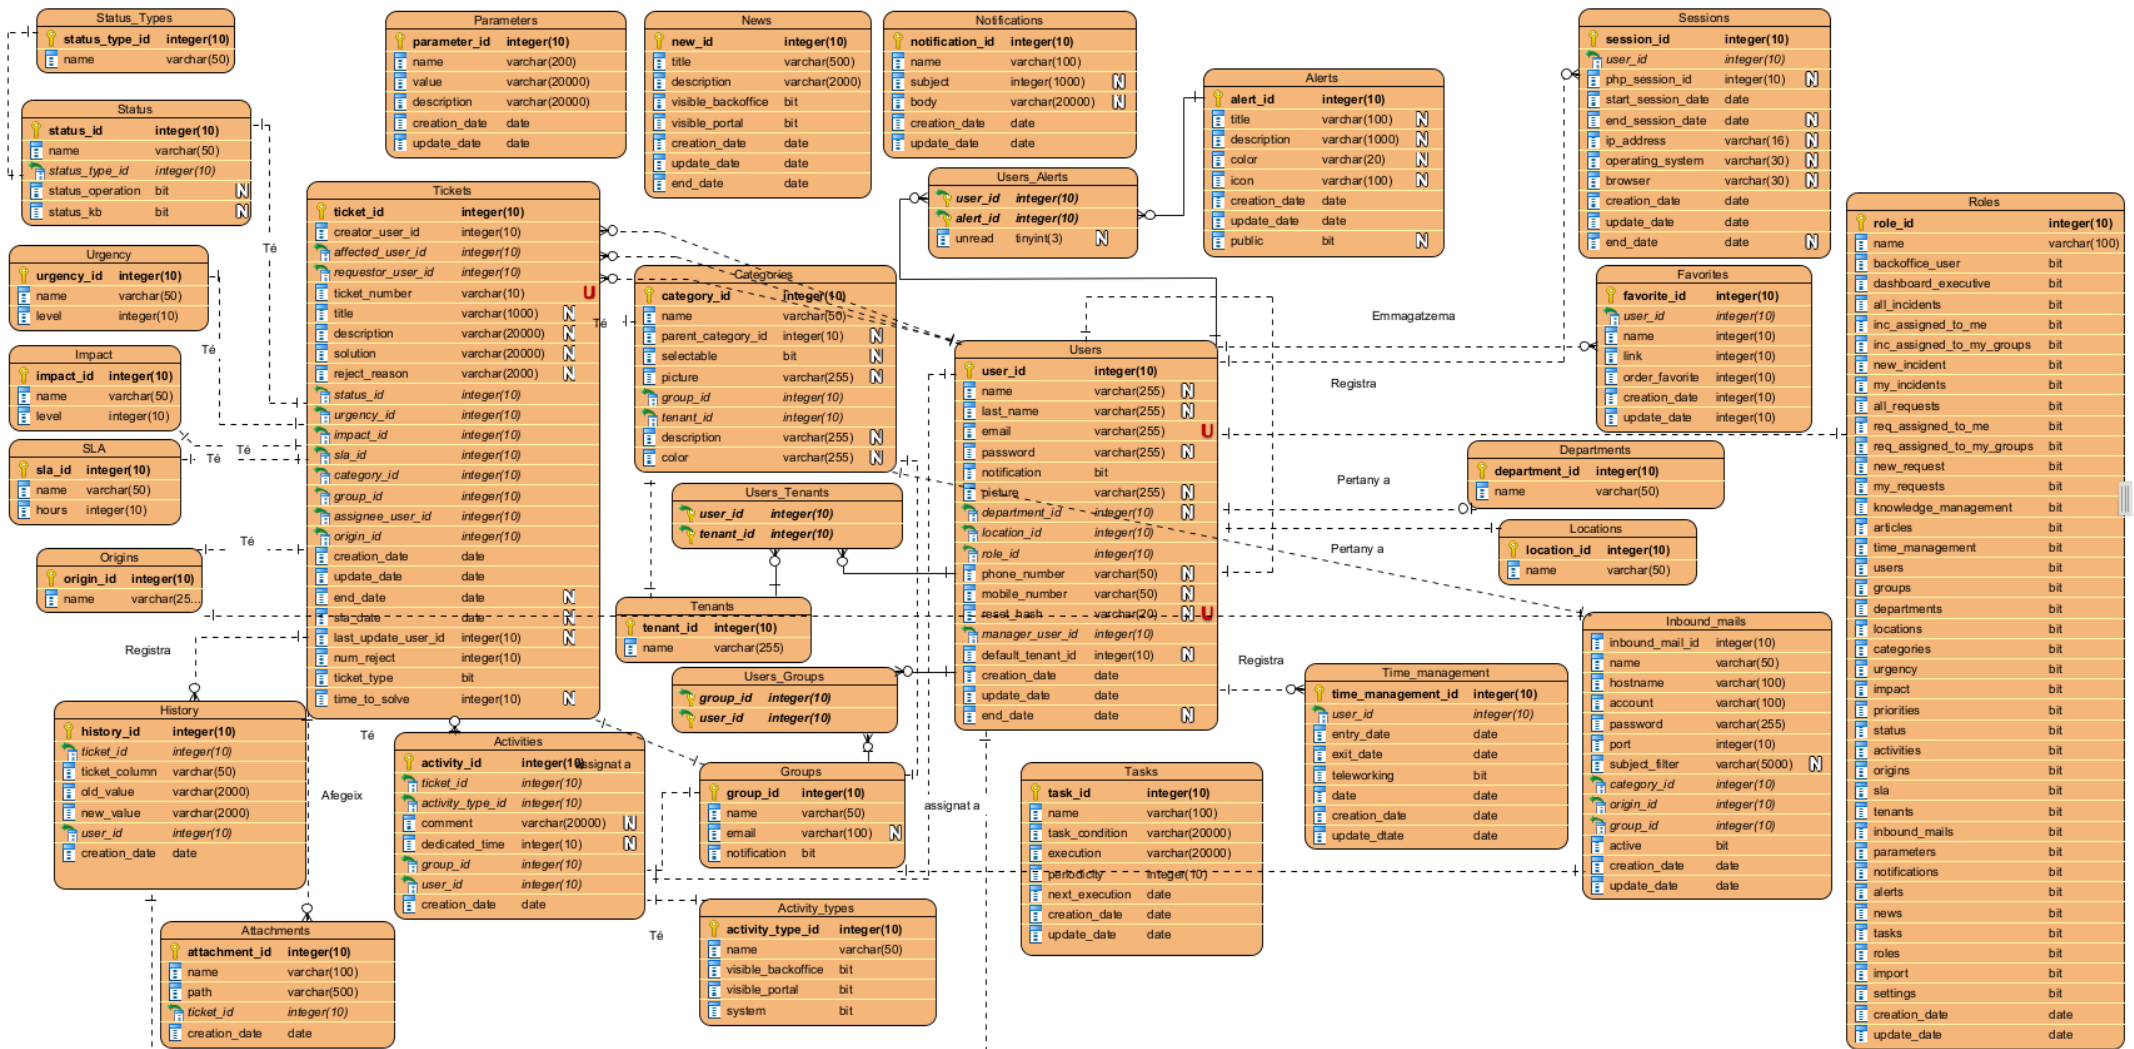 Status_Types
status_type_id integer(10)
name varchar(50)
Status
status_id integer(10)
name varchar(50)
status_type_id integer(10)
status_operation bit N
status_kb bit N
Urgency
urgency_id integer(10)
name varchar(50)
level integer(10)
Impact
impact_id integer(10)
name varchar(50)
level integer(10)
SLA
sla_id integer(10)
name varchar(50)
hours integer(10)
Origins
origin_id integer(10)
name varchar(25...
Té
Té
Té
Té
Té
Registra
Parameters
parameter_id integer(10)
name varchar(200)
value varchar(20000)
description varchar(20000)
creation_date date
update_date date
News
new_id integer(10)
title varchar(500)
description varchar(2000)
visible_backoffice bit
visible_portal bit
creation_date date
update_date date
end_date date
Notifications
notification_id integer(10)
name varchar(100)
subject integer(1000) N
body varchar(20000) N
creation_date date
update_date date
Tickets
ticket_id integer(10)
creator_user_id integer(10)
affected_user_id integer(10)
requestor_user_id integer(10)
ticket_number varchar(10) U
title varchar(1000) N
description varchar(20000) N
solution varchar(20000) N
reject_reason varchar(2000) N
status_id integer(10)
urgency_id integer(10)
impact_id integer(10)
sla_id integer(10)
category_id integer(10)
group_id integer(10)
assignee_user_id integer(10)
origin_id integer(10)
creation_date date
update_date date
end_date date N
sla_date date N
last_update_user_id integer(10) N
num_reject integer(10)
ticket_type bit
time_to_solve integer(10) N
Té
Categories
category_id integer(10)
name varchar(50)
parent_category_id integer(10) N
selectable bit N
picture varchar(255) N
group_id integer(10)
tenant_id integer(10)
description varchar(255) N
color varchar(255) N
Users_Alerts
user_id integer(10)
alert_id integer(10)
unread tinyint(3) N
Alerts
alert_id integer(10)
title varchar(100) N
description varchar(1000) N
color varchar(20) N
icon varchar(100) N
creation_date date
update_date date
public bit N
Sessions
session_id integer(10)
user_id integer(10)
php_session_id integer(10) N
start_session_date date
end_session_date date N
ip_address varchar(16) N
operating_system varchar(30) N
browser varchar(30) N
creation_date date
update_date date
end_date date N
Favorites
favorite_id integer(10)
user_id integer(10)
name integer(10)
link integer(10)
order_favorite integer(10)
creation_date integer(10)
update_date integer(10)
Emmagatzema
Registra
Pertany a
Pertany a
Registra
Users
user_id integer(10)
name varchar(255) N
last_name varchar(255) N
email varchar(255) U
password varchar(255) N
notification bit
picture varchar(255) N
department_id integer(10) N
location_id integer(10)
role_id integer(10)
phone_number varchar(50) N
mobile_number varchar(50) N
reset_hash varchar(20) N U
manager_user_id integer(10)
default_tenant_id integer(10) N
creation_date date
update_date date
end_date date N
Departments
department_id integer(10)
name varchar(50)
Locations
location_id integer(10)
name varchar(50)
Users_Tenants
user_id integer(10)
tenant_id integer(10)
Tenants
tenant_id integer(10)
name varchar(255)
Users_Groups
group_id integer(10)
user_id integer(10)
Groups
group_id integer(10)
name varchar(50)
email varchar(100) N
notification bit
assignat a
History
history_id integer(10)
ticket_id integer(10)
ticket_column varchar(50)
old_value varchar(2000)
new_value varchar(2000)
user_id integer(10)
creation_date date
Té
Afegeix
Activities
activity_id integer(10)
assignat a
ticket_id integer(10)
activity_type_id integer(10)
comment varchar(20000) N
dedicated_time integer(10) N
group_id integer(10)
user_id integer(10)
creation_date date
Té
Attachments
attachment_id integer(10)
name varchar(100)
path varchar(500)
ticket_id integer(10)
creation_date date
Activity_types
activity_type_id integer(10)
name varchar(50)
visible_backoffice bit
visible_portal bit
system bit
Tasks
task_id integer(10)
name varchar(100)
task_condition varchar(20000)
execution varchar(20000)
periodicity integer(10)
next_execution date
creation_date date
update_date date
Time_management
time_management_id integer(10)
user_id integer(10)
entry_date date
exit_date date
teleworking bit
date date
creation_date date
update_dtate date
Inbound_mails
inbound_mail_id integer(10)
name varchar(50)
hostname varchar(100)
account varchar(100)
password varchar(255)
port integer(10)
subject_filter varchar(5000) N
category_id integer(10)
origin_id integer(10)
group_id integer(10)
active bit
creation_date date
update_date date
Roles
role_id integer(10)
name varchar(100)
backoffice_user bit
dashboard_executive bit
all_incidents bit
inc_assigned_to_me bit
inc_assigned_to_my_groups bit
new_incident bit
my_incidents bit
all_requests bit
req_assigned_to_me bit
req_assigned_to_my_groups bit
new_request bit
my_requests bit
knowledge_management bit
articles bit
time_management bit
users bit
groups bit
departments bit
locations bit
categories bit
urgency bit
impact bit
priorities bit
status bit
activities bit
origins bit
sla bit
tenants bit
inbound_mails bit
parameters bit
notifications bit
alerts bit
news bit
tasks bit
roles bit
import bit
settings bit
creation_date date
update_date date